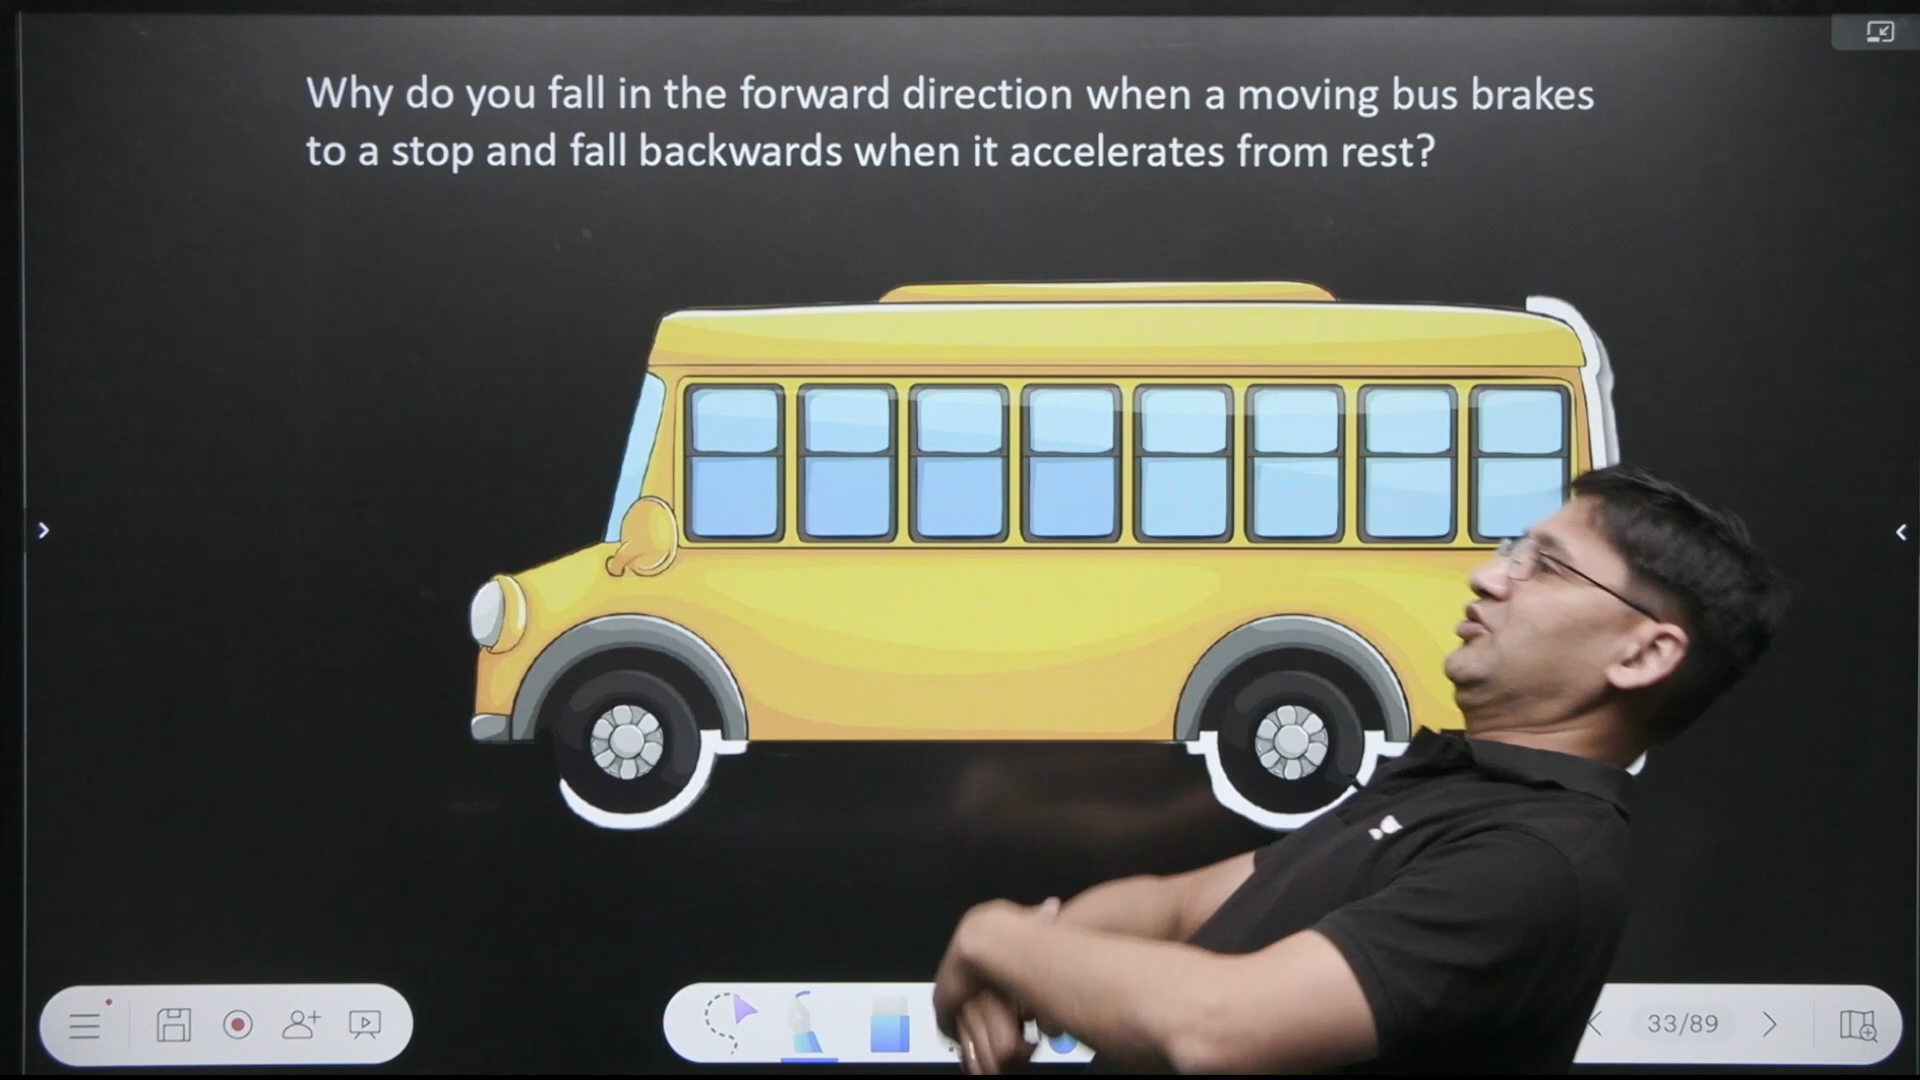 Why do you fall in the forward direction when a moving bus brakes
to a stop and fall backwards when it accelerates from rest?
33/89